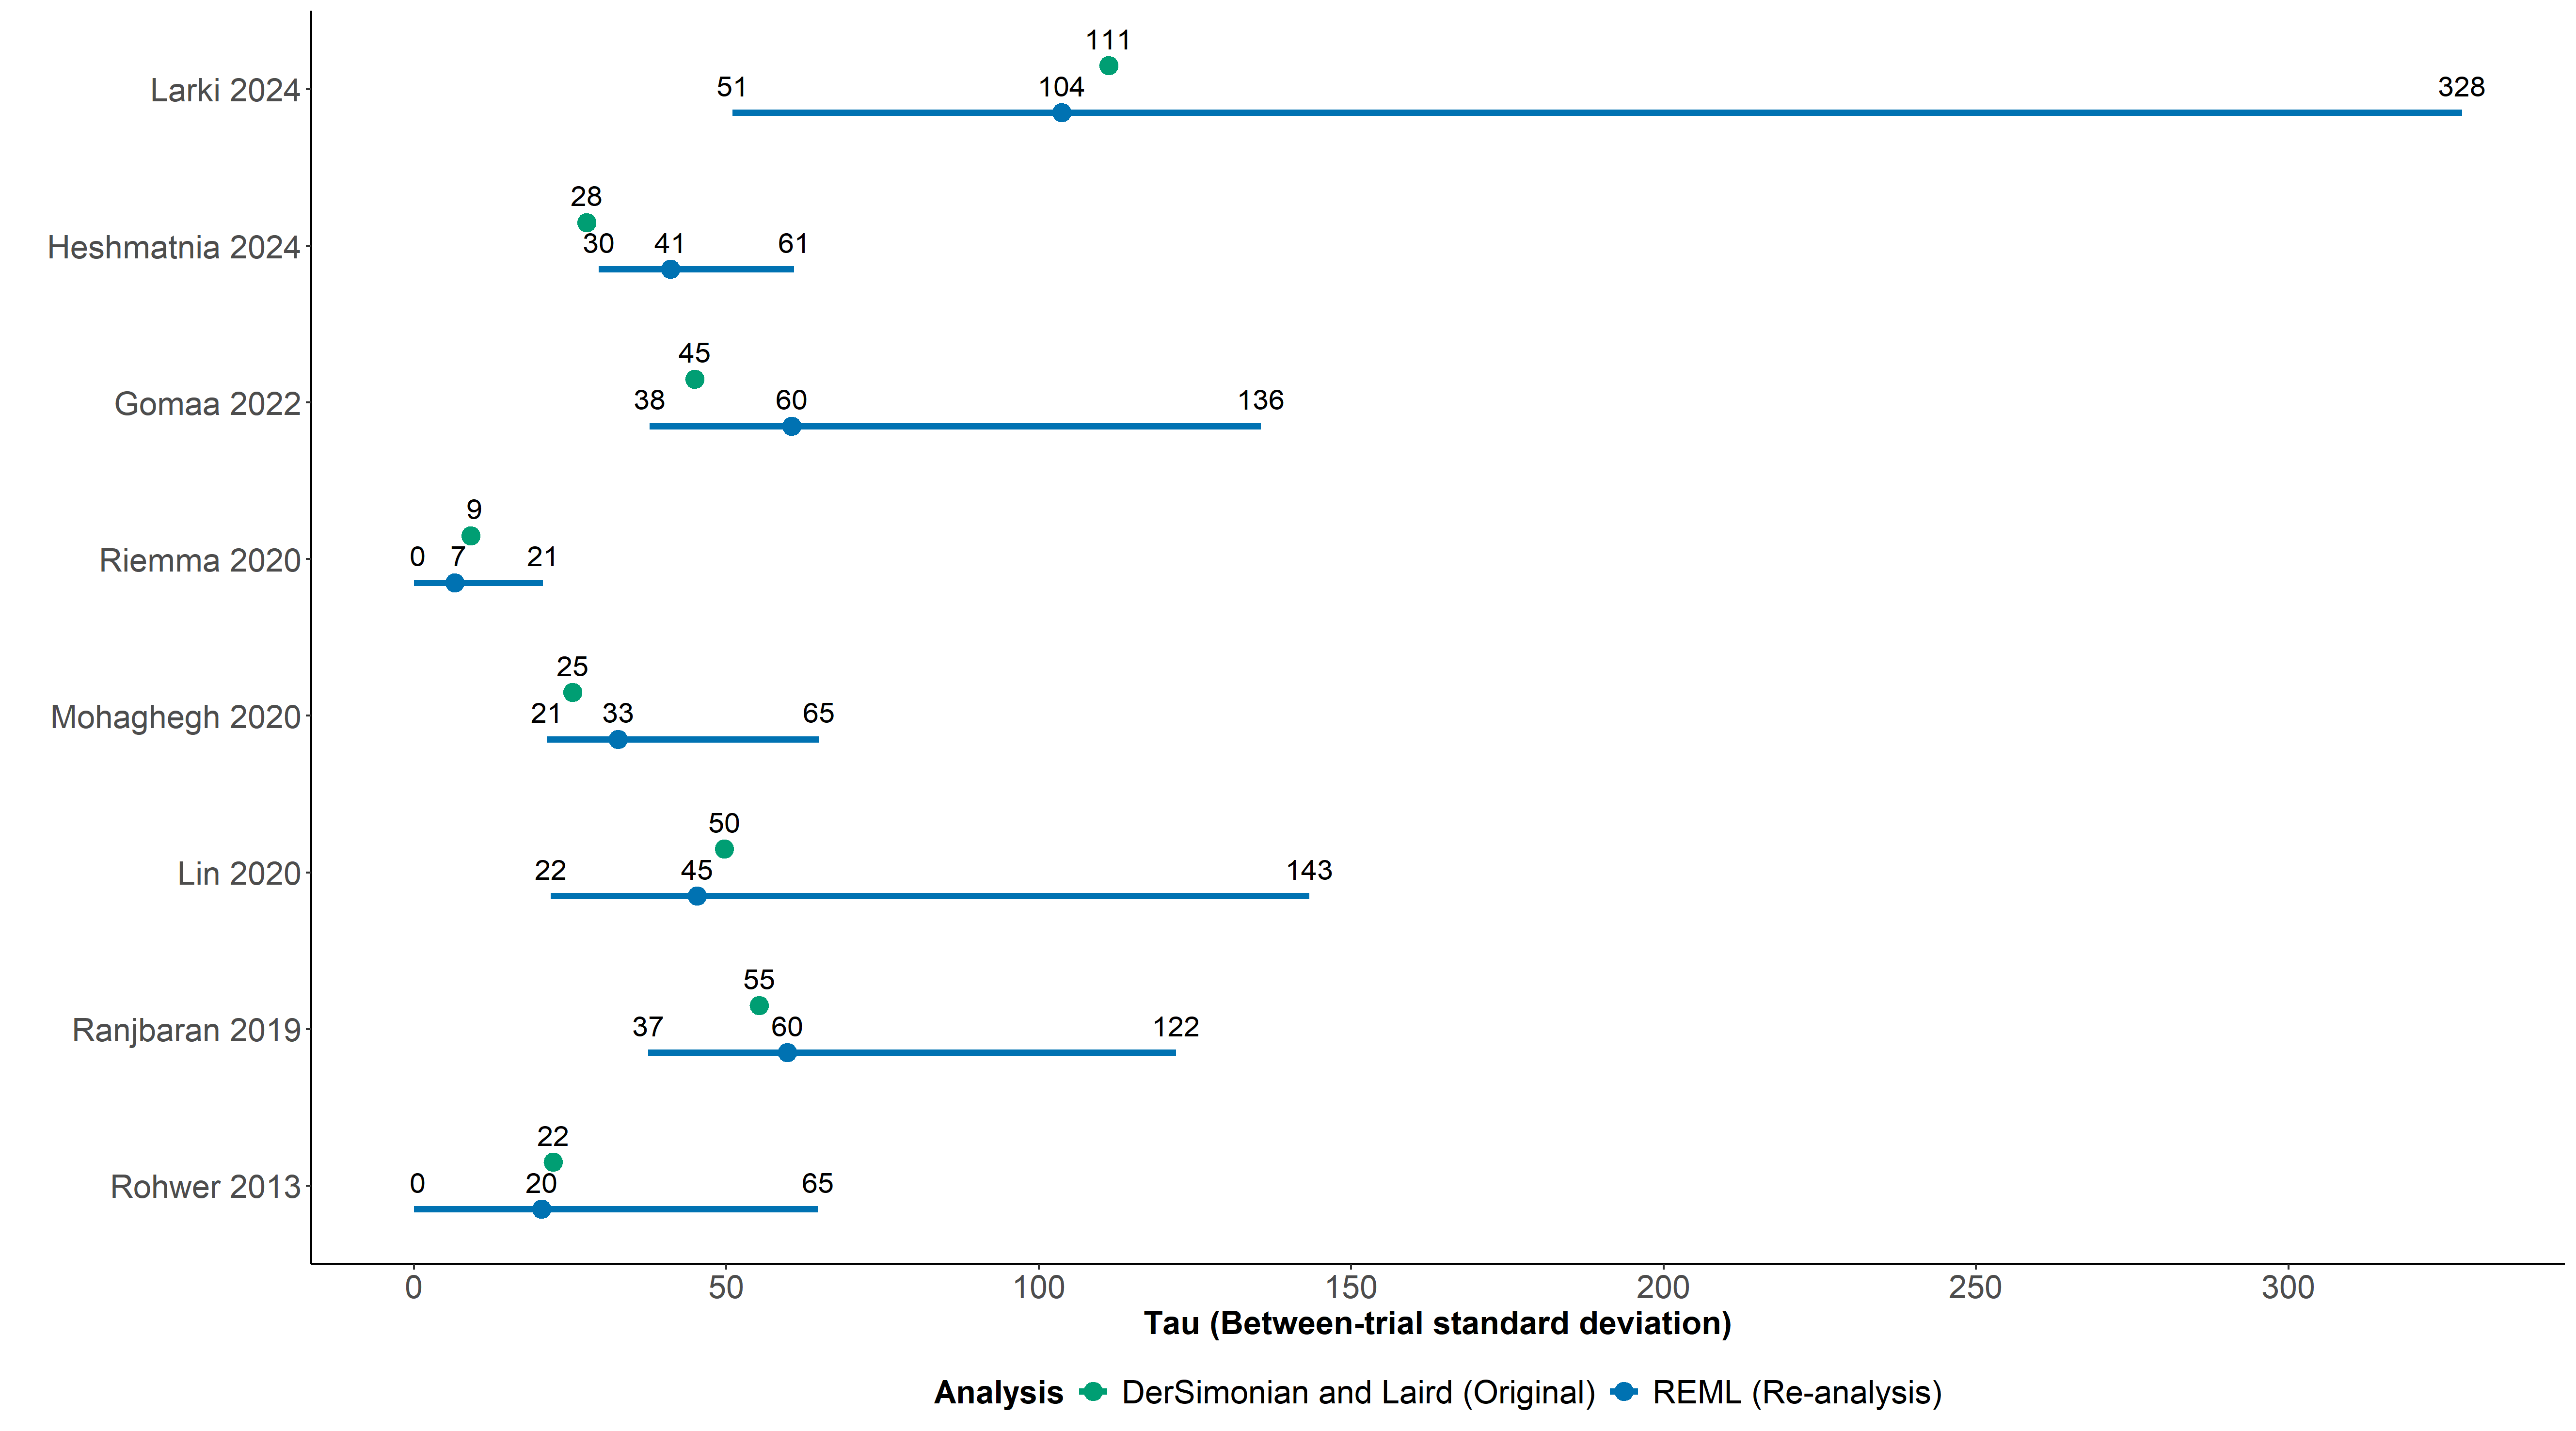 111
Larki 2024
51 104 328
28
Heshmatnia 2024
30 41 61
45
Gomaa 2022
38 60 136
9
Riemma 2020
0 7 21
25
Mohaghegh 2020
21 33 65
50
Lin 2020
22 45 143
55
Ranjbaran 2019
37 60 122
22
Rohwer 2013
0 20 65
0 50 100 150 200 250 300
Tau (Between-trial standard deviation)
Analysis DerSimonian and Laird (Original) REML (Re-analysis)